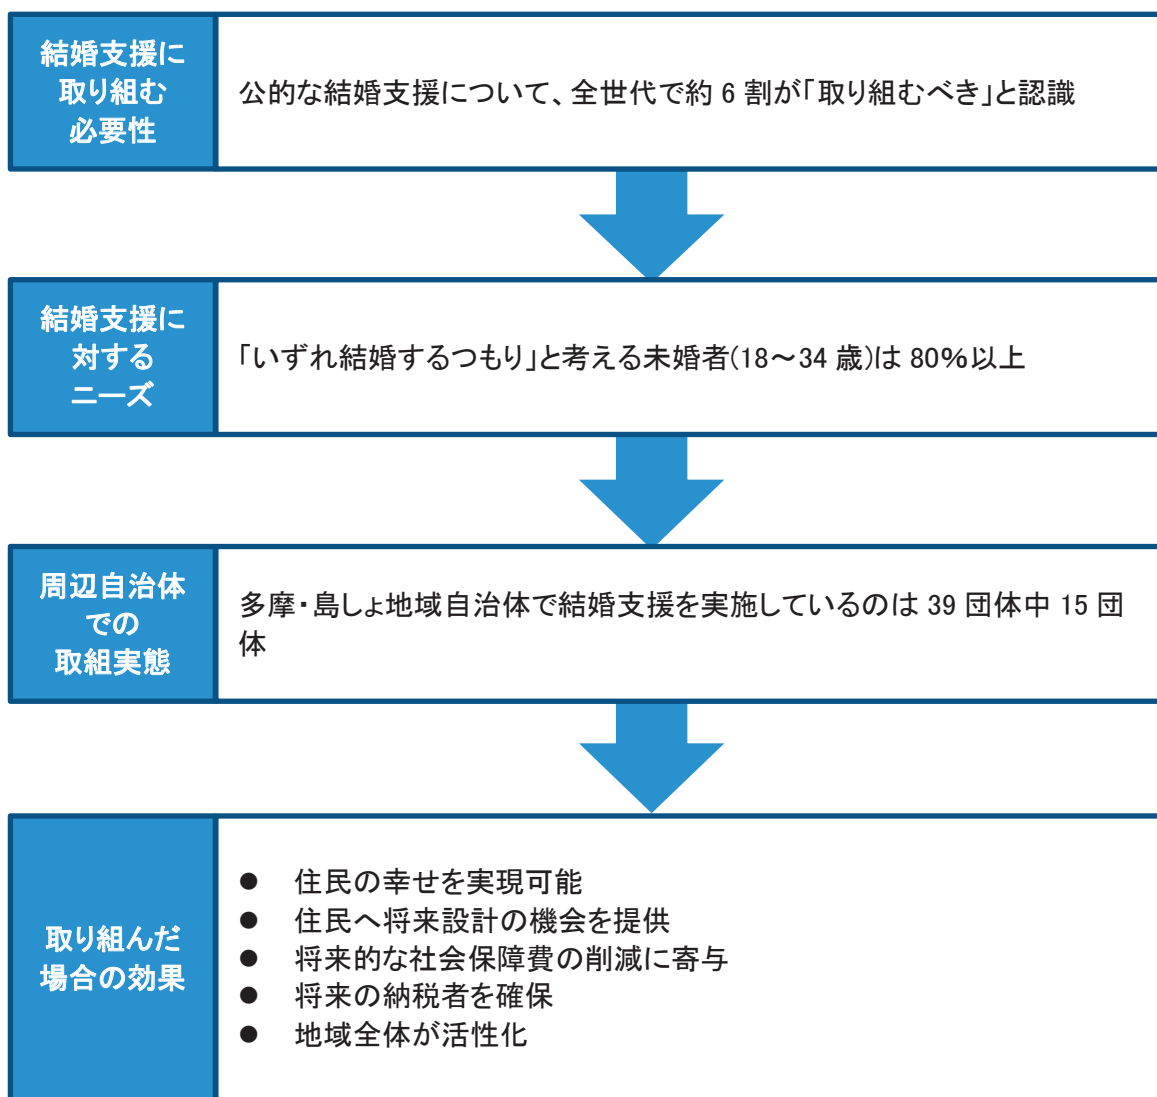 結婚支援に
取り組む
必要性
公的な結婚支援について、全世代で約 6 割が「取り組むべき」と認識
結婚支援に
対する
ニーズ
「いずれ結婚するつもり」と考える未婚者(18～34 歳)は 80%以上
周辺自治体
での
取組実態
多摩・島しょ地域自治体で結婚支援を実施しているのは 39 団体中 15 団
体
取り組んだ
場合の効果
● 住民の幸せを実現可能
● 住民へ将来設計の機会を提供
● 将来的な社会保障費の削減に寄与
● 将来の納税者を確保
● 地域全体が活性化